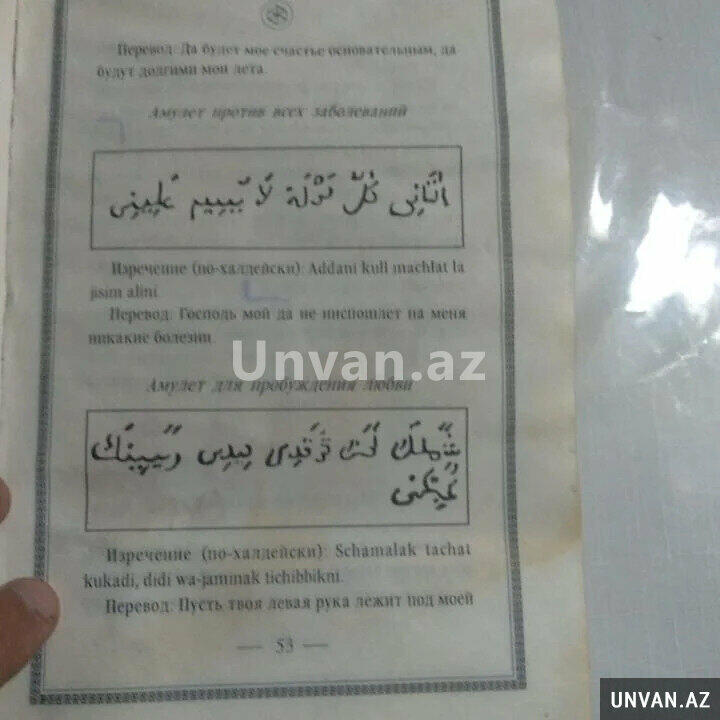 Перевод: Да будет мое счастье основательным, да
будут долгими мои лета.
Амулет против всех заболеваний
Изречение (по-халдейски): Addani kull machlat la
jisim alini.
Перевод: Господь мой да не ниспошлет на меня
никакие болезни.
Unvan.az
Амулет для пробуждения любви
Изречение (по-халдейски): Schamalak tachat
kukadi, didi wa-jaminak tichibbikni.
Перевод: Пусть твоя левая рука лежит под моей
— 53 —
UNVAN.AZ